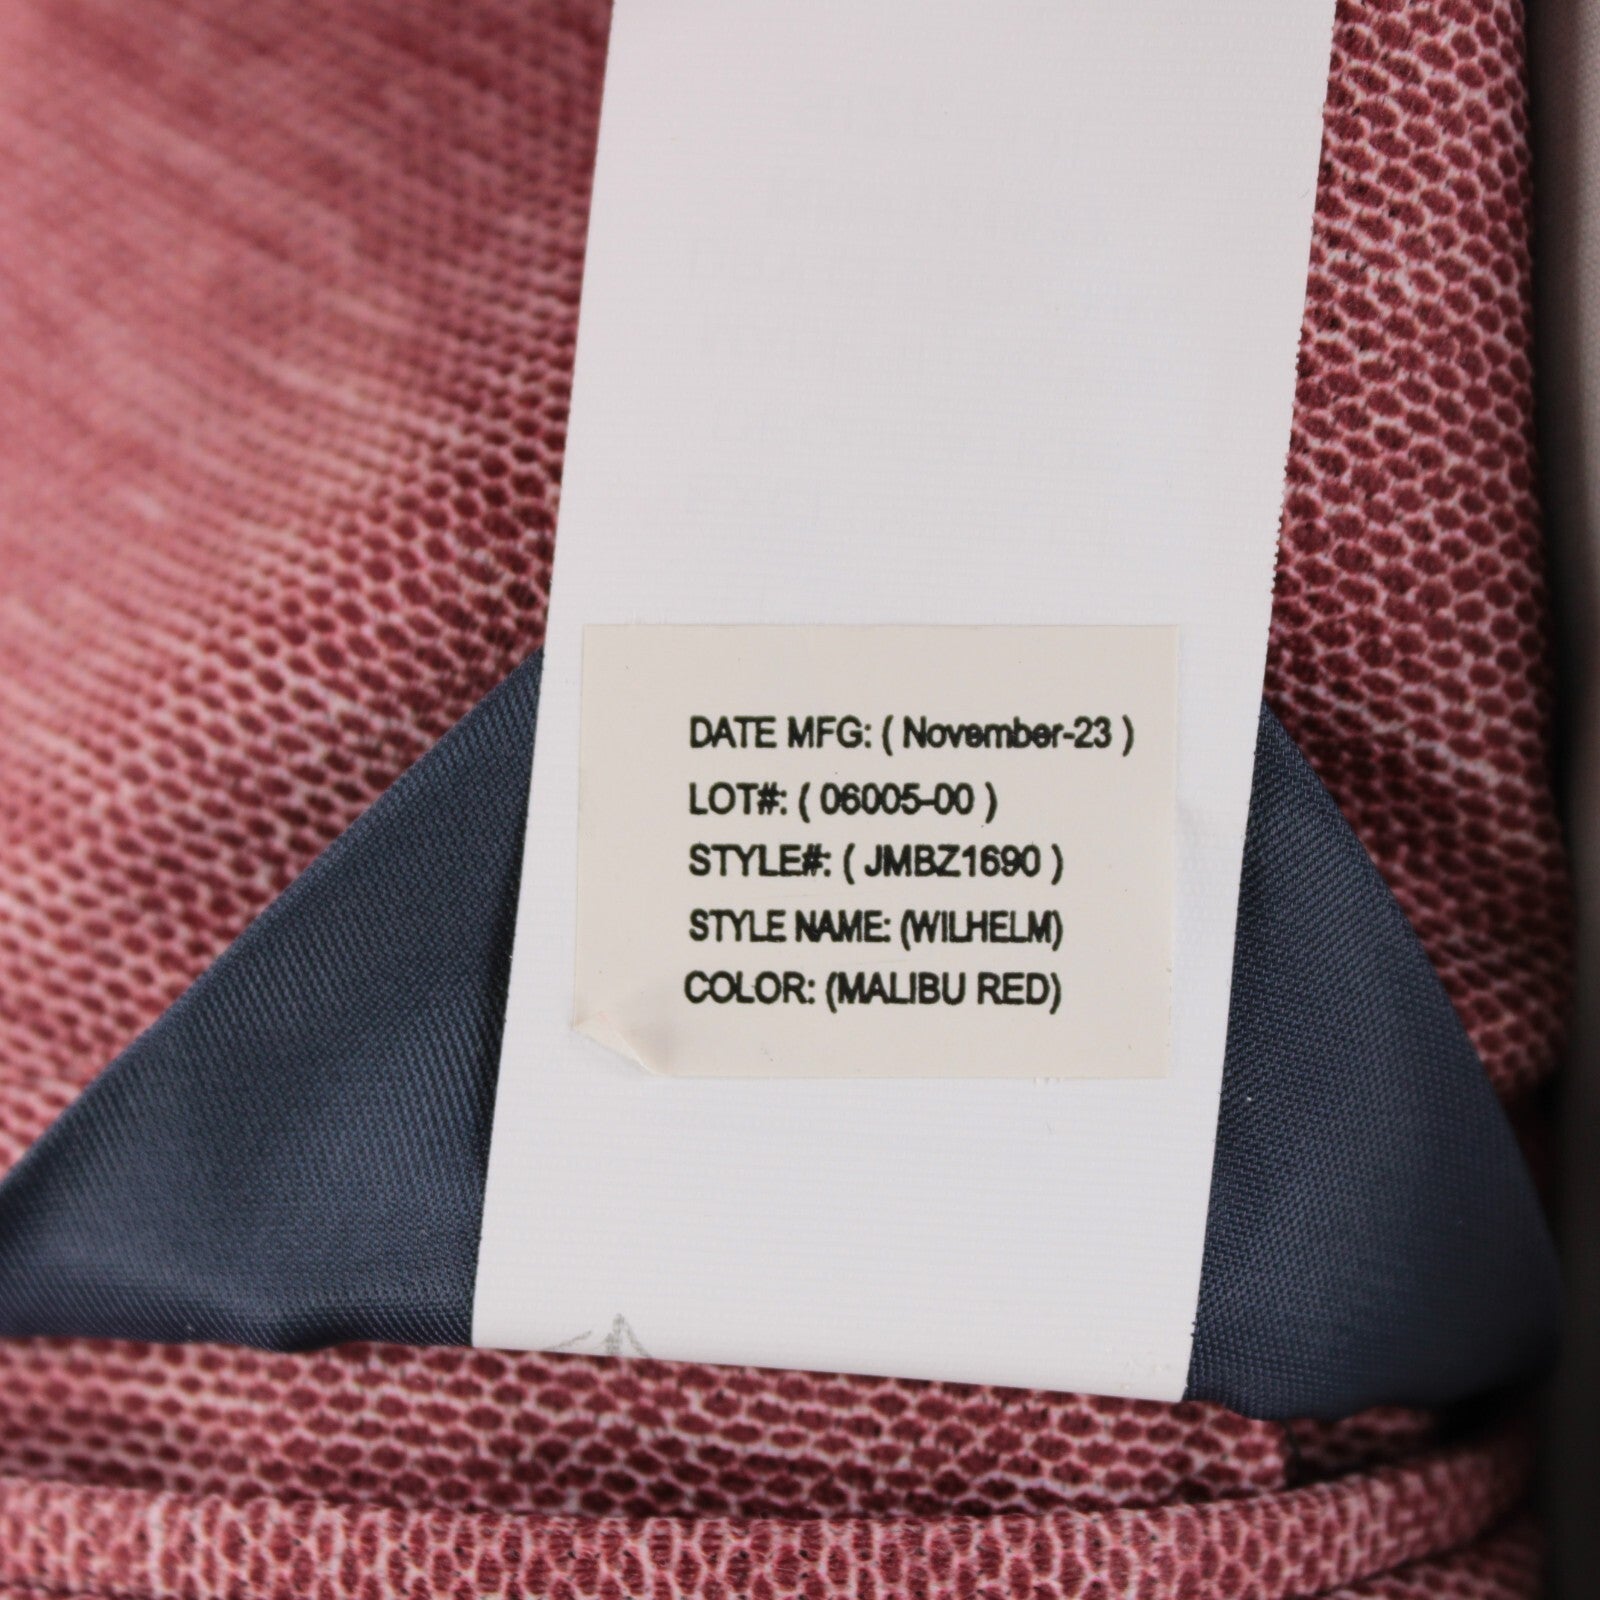 DATE MFG: ( November-23 )
LOT#: ( 06005-00 )
STYLE#: ( JMBZ1690 )
STYLE NAME: (WILHELM)
COLOR: (MALIBU RED)